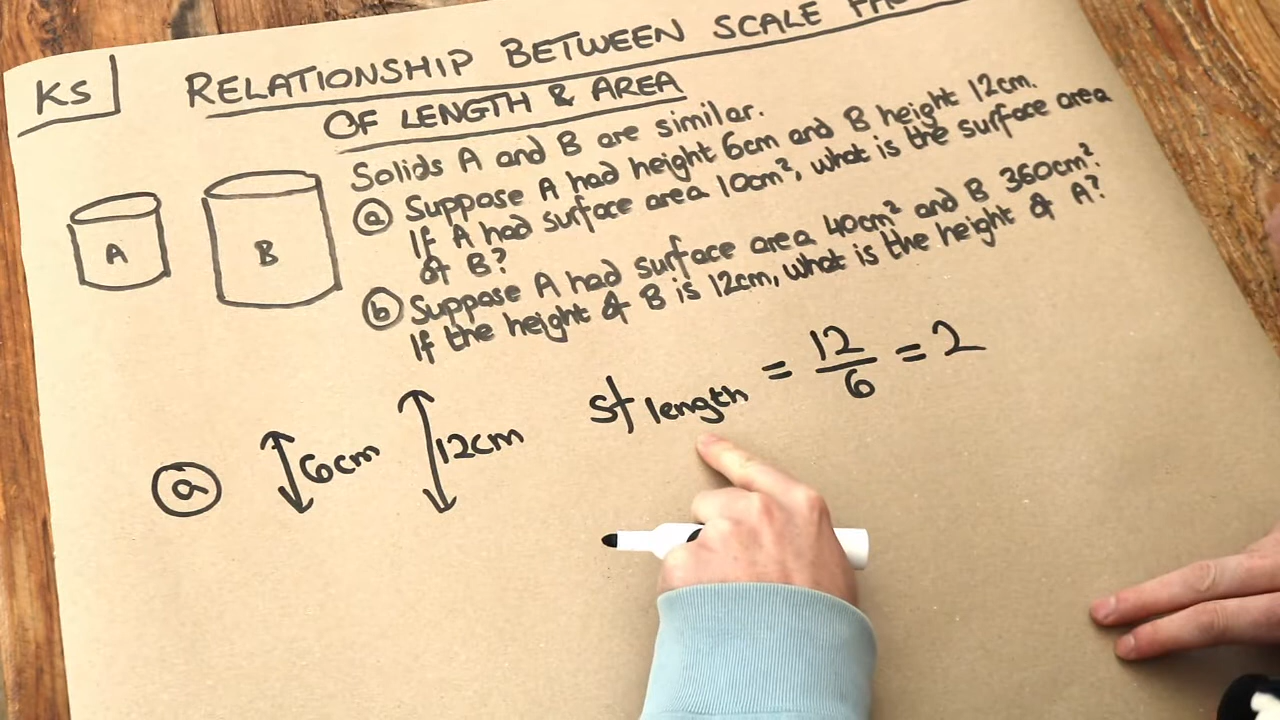 KS
RELATIONSHIP BETWEEN SCALE
OF LENGTH & AREA
Solids A and B are similar.
ⓐ Suppose A had height 6cm and B height 12cm.
If A had surface area 10cm², what is the surface area
of B?
ⓑ Suppose A had surface area 40cm² and B 360cm².
If the height of B is 12cm, what is the height of A?
A
B
ⓐ 6cm 12cm sf length = 12/6 = 2